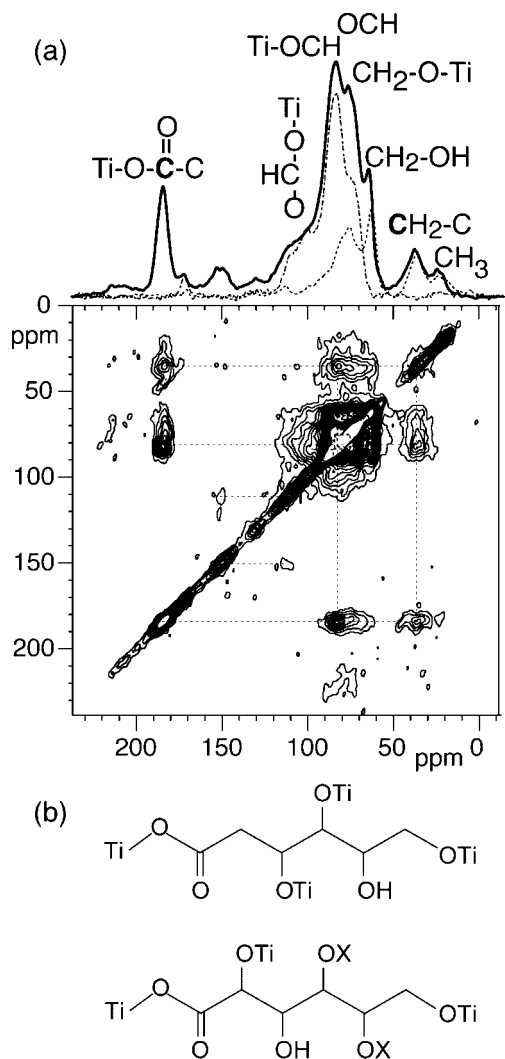 (a)
OCH
Ti-OCH
CH2-O-Ti
Ti
O
HC
O
O
Ti-O-C-C
CH2-OH
CH2-C
CH3
0
ppm
50
100
150
200
200 150 100 50 0
ppm
(b)
OTi
O
Ti
O
OTi
OH
OTi
OTi
OX
O
Ti
O
OH
OX
OTi